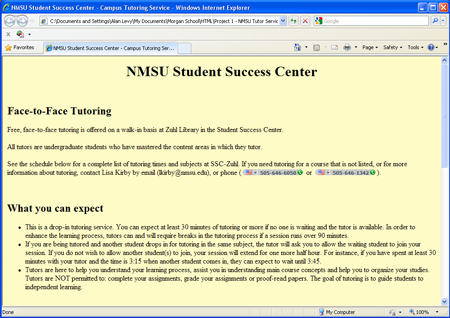 NMSU Student Success Center - Campus Tutoring Service - Windows Internet Explorer
C:\Documents and Settings\Alan Levy\My Documents\Morgan School\HTML\Project 1 - NMSU Tutor Servic
Google
Favorites
NMSU Student Success Center - Campus Tutoring Ser...
Page
Safety
Tools
NMSU Student Success Center
Face-to-Face Tutoring
Free, face-to-face tutoring is offered on a walk-in basis at Zuhl Library in the Student Success Center.
All tutors are undergraduate students who have mastered the content areas in which they tutor.
See the schedule below for a complete list of tutoring times and subjects at SSC-Zuhl. If you need tutoring for a course that is not listed, or for more
information about tutoring, contact Lisa Kirby by email (lkirby@nmsu.edu), or phone ( 505-646-6050 or 505-646-1342 ).
What you can expect
• This is a drop-in tutoring service. You can expect at least 30 minutes of tutoring or more if no one is waiting and the tutor is available. In order to
enhance the learning process, tutors can and will require breaks in the tutoring process if a session runs over 90 minutes.
• If you are being tutored and another student drops in for tutoring in the same subject, the tutor will ask you to allow the waiting student to join your
session. If you do not wish to allow another student(s) to join, your session will extend for one more half hour. For instance, if you have spent at least 30
minutes with your tutor and the time is 3:15 when another student comes in, they can expect to wait until 3:45.
• Tutors are here to help you understand your learning process, assist you in understanding main course concepts and help you to organize your studies.
Tutors are NOT permitted to: complete your assignments, grade your assignments or proof-read papers. The goal of tutoring is to guide students to
independent learning.
Done
My Computer
100%